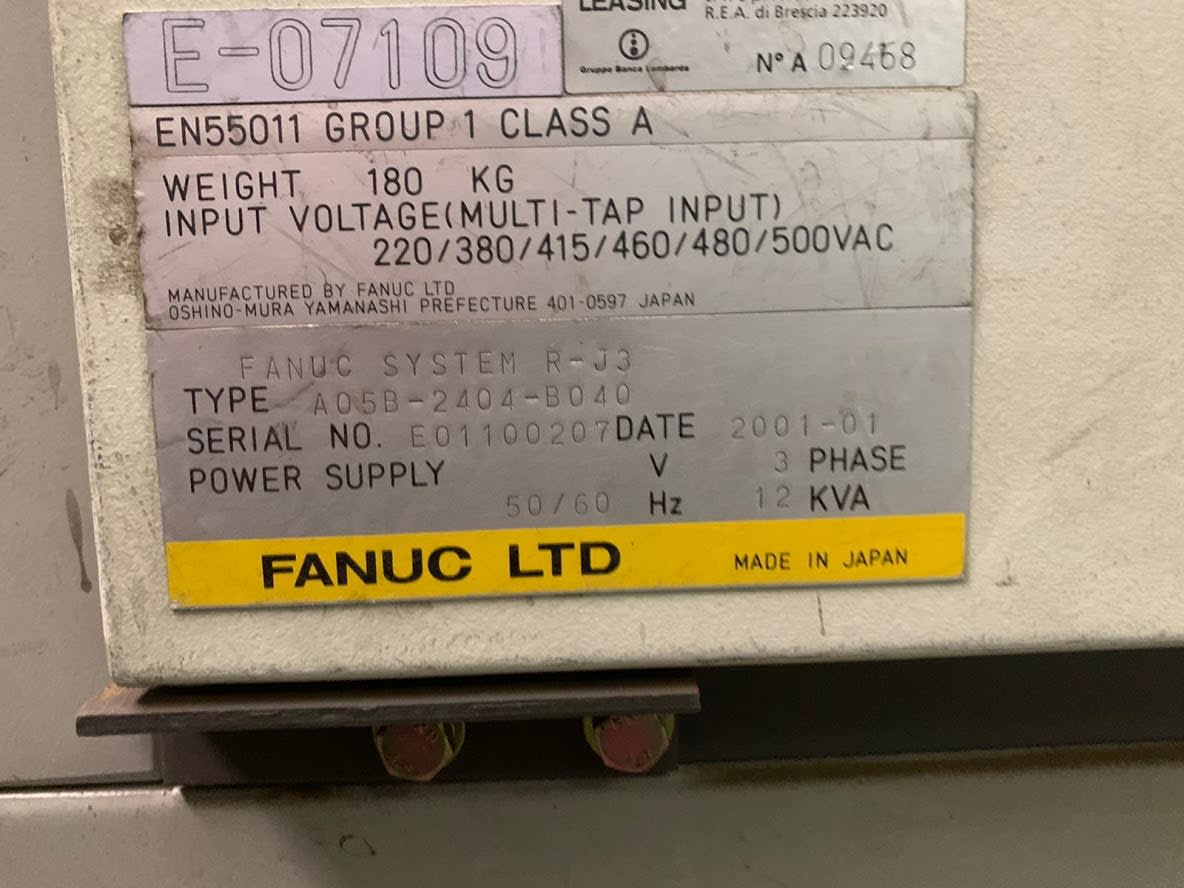 E-07109
LEASING
R.E.A. di Brescia 223920
Gruppo Banca Lombarda
N° A 09468
EN55011 GROUP 1 CLASS A
WEIGHT 180 KG
INPUT VOLTAGE(MULTI-TAP INPUT)
220/380/415/460/480/500VAC
MANUFACTURED BY FANUC LTD
OSHINO-MURA YAMANASHI PREFECTURE 401-0597 JAPAN
FANUC SYSTEM R-J3
TYPE A05B-2404-B040
SERIAL NO. E01100207 DATE 2001-01
POWER SUPPLY V 3 PHASE
50/60 Hz 12 KVA
FANUC LTD MADE IN JAPAN